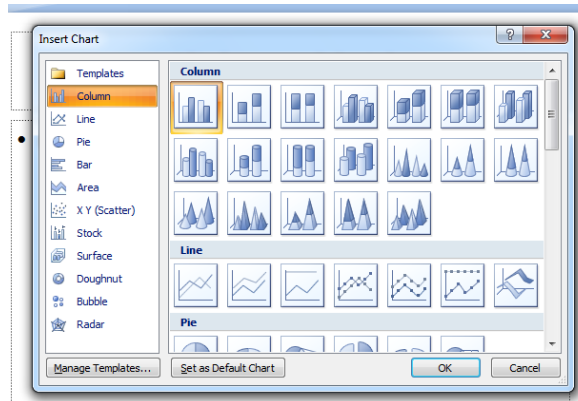 Insert Chart
Templates
Column
Line
Pie
Bar
Area
X Y (Scatter)
Stock
Surface
Doughnut
Bubble
Radar
Column
Line
Pie
Manage Templates...
Set as Default Chart
OK
Cancel